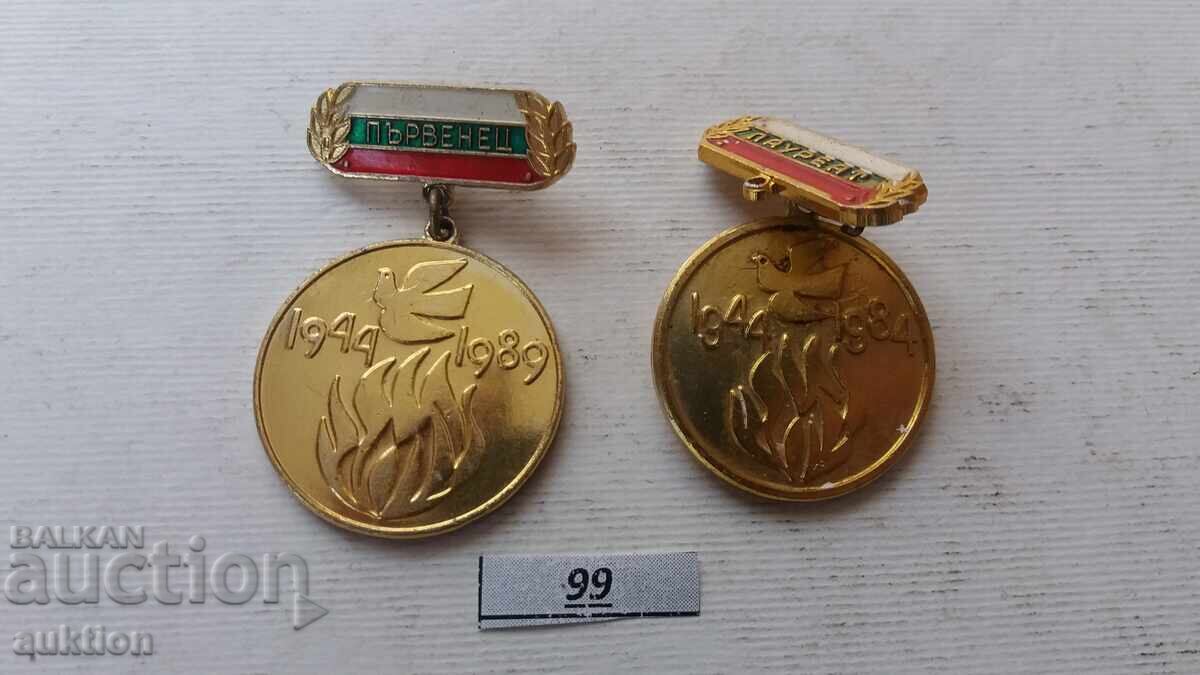 ПЪРВЕНЕЦ
1944
1989
ЛАУРЕАТ
1944
1984
99
BALKAN
auction
auktion